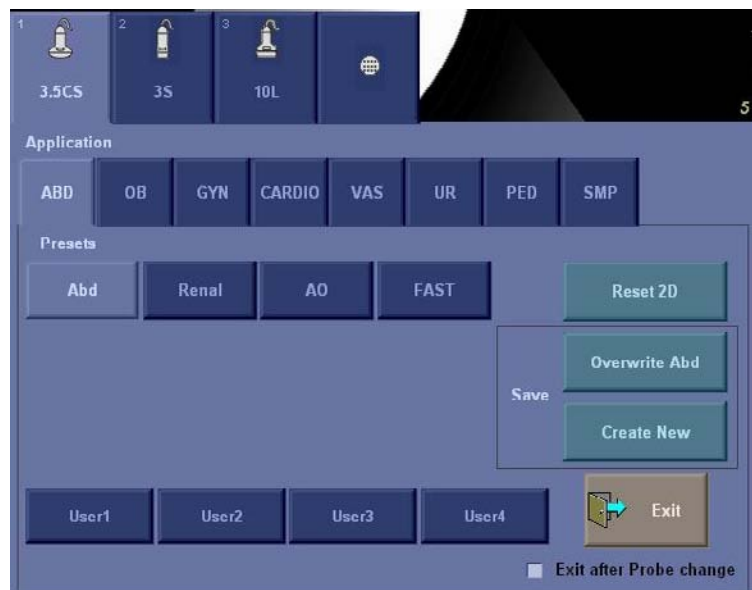 1 2 3
3.5CS 3S 10L
5
Application
ABD OB GYN CARDIO VAS UR PED SMP
Presets
Abd Renal AO FAST Reset 2D
Overwrite Abd
Save
Create New
User1 User2 User3 User4 Exit
Exit after Probe change